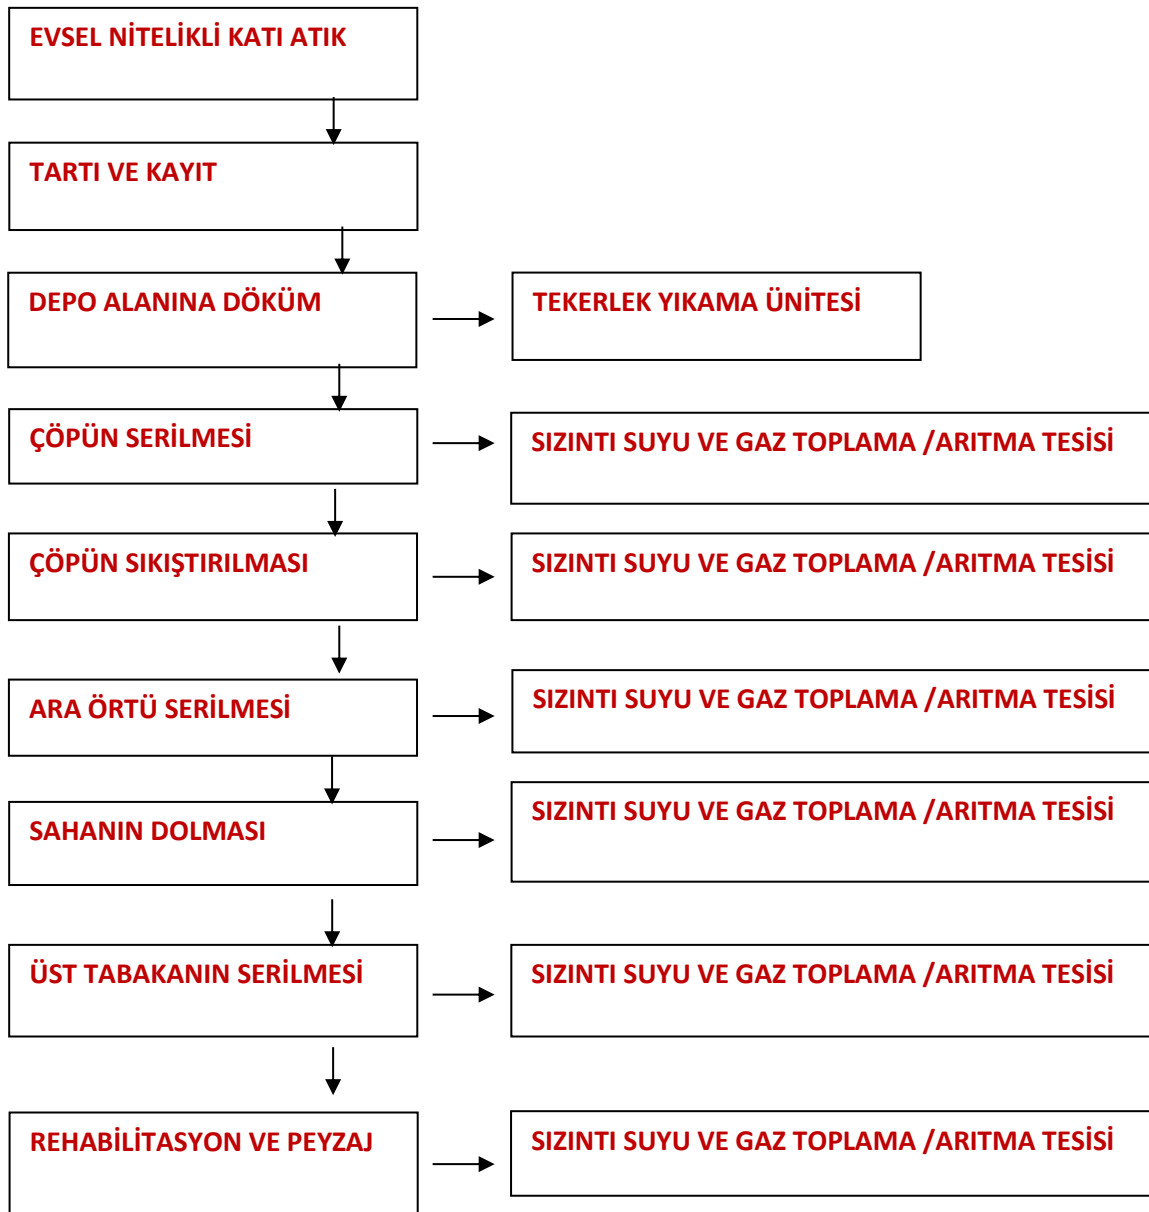 EVSEL NİTELİKLİ KATI ATIK
TARTI VE KAYIT
DEPO ALANINA DÖKÜM
TEKERLEK YIKAMA ÜNİTESİ
ÇÖPÜN SERİLMESİ
SIZINTI SUYU VE GAZ TOPLAMA /ARITMA TESİSİ
ÇÖPÜN SIKIŞTIRILMASI
SIZINTI SUYU VE GAZ TOPLAMA /ARITMA TESİSİ
ARA ÖRTÜ SERİLMESİ
SIZINTI SUYU VE GAZ TOPLAMA /ARITMA TESİSİ
SAHANIN DOLMASI
SIZINTI SUYU VE GAZ TOPLAMA /ARITMA TESİSİ
ÜST TABAKANIN SERİLMESİ
SIZINTI SUYU VE GAZ TOPLAMA /ARITMA TESİSİ
REHABİLİTASYON VE PEYZAJ
SIZINTI SUYU VE GAZ TOPLAMA /ARITMA TESİSİ